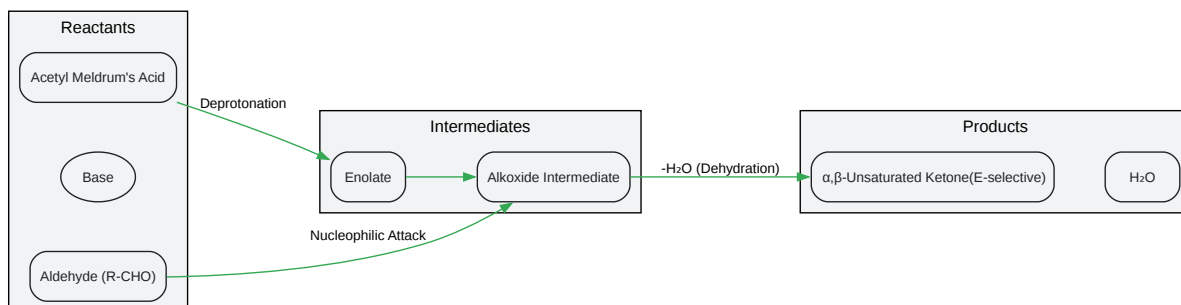 Reactants
Acetyl Meldrum's Acid
Deprotonation
Base
Aldehyde (R-CHO)
Nucleophilic Attack
Intermediates
Enolate
Alkoxide Intermediate
-H₂O (Dehydration)
Products
α,β-Unsaturated Ketone(E-selective)
H₂O